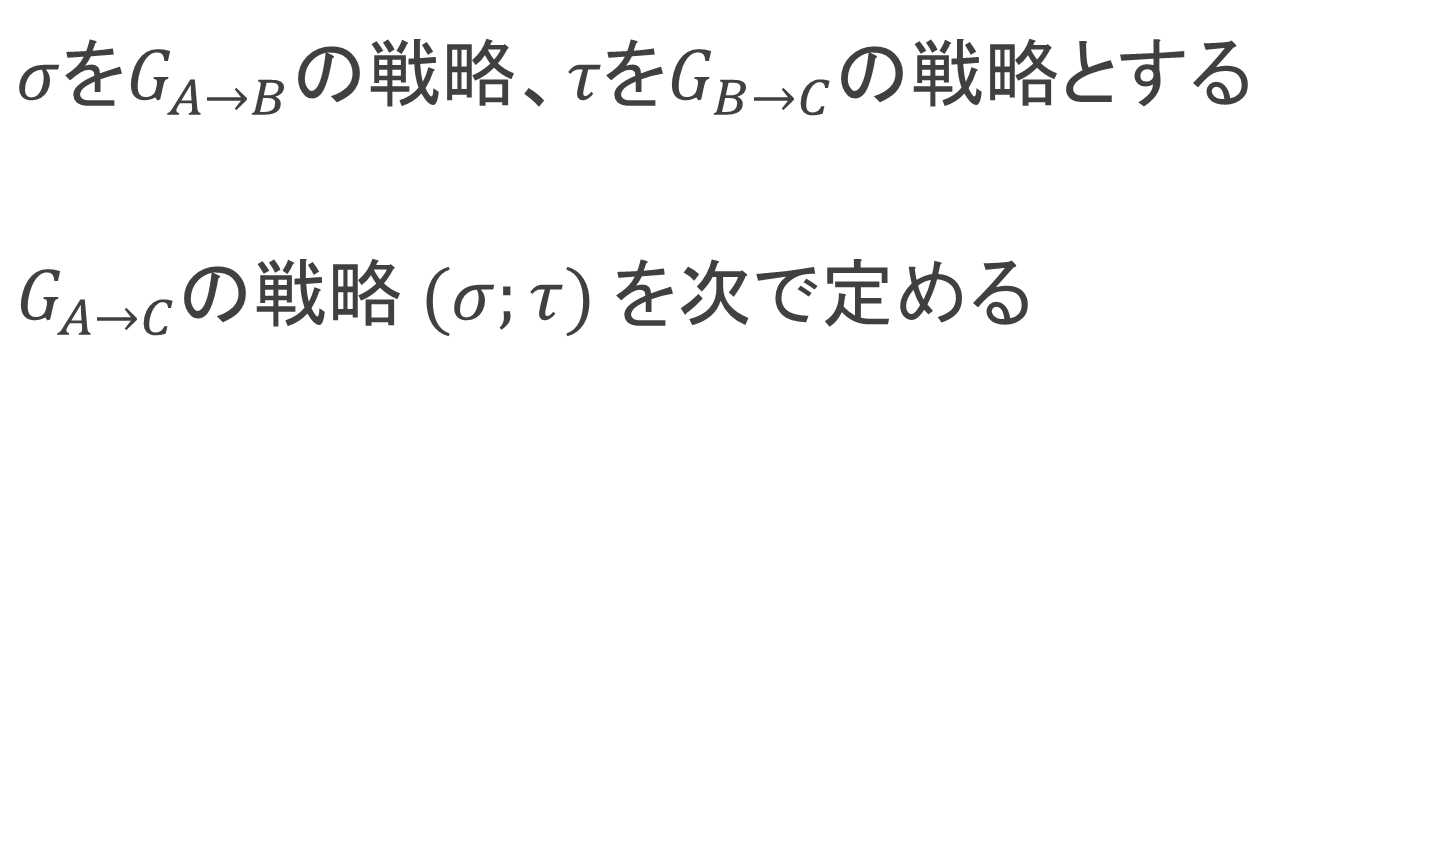 σをG_{A→B}の戦略、τをG_{B→C}の戦略とする
G_{A→C}の戦略 (σ; τ) を次で定める